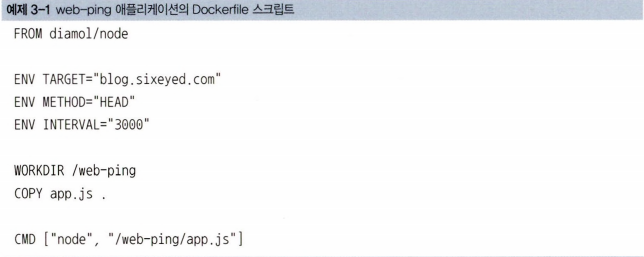 예제 3-1 web-ping 애플리케이션의 Dockerfile 스크립트
FROM diamol/node
ENV TARGET="blog.sixeyed.com"
ENV METHOD="HEAD"
ENV INTERVAL="3000"
WORKDIR /web-ping
COPY app.js .
CMD ["node", "/web-ping/app.js"]